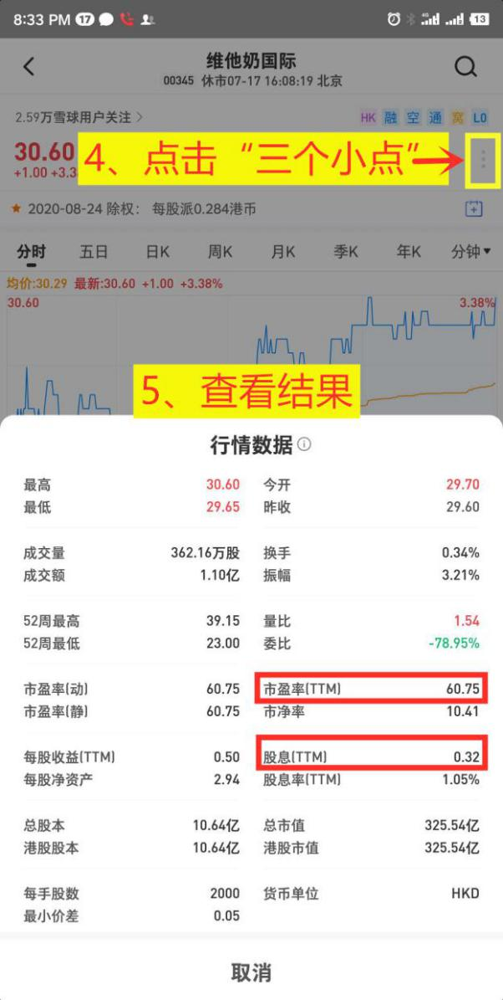 8:33 PM 17 4G 13
维他奶国际
00345 休市07-17 16:08:19 北京
2.59万雪球用户关注 > HK 融 空 通 窝 L0
30.60
+1.00 +3.3
4、点击“三个小点”
2020-08-24 除权： 每股派0.284港币
分时 五日 日K 周K 月K 季K 年K 分钟
均价:30.29 最新:30.60 +1.00 +3.38%
30.60 3.38%
5、查看结果
行情数据
最高 30.60 今开 29.70
最低 29.65 昨收 29.60
成交量 362.16万股 换手 0.34%
成交额 1.10亿 振幅 3.21%
52周最高 39.15 量比 1.54
52周最低 23.00 委比 -78.95%
市盈率(动) 60.75 市盈率(TTM) 60.75
市盈率(静) 60.75 市净率 10.41
每股收益(TTM) 0.50 股息(TTM) 0.32
每股净资产 2.94 股息率(TTM) 1.05%
总股本 10.64亿 总市值 325.54亿
港股股本 10.64亿 港股市值 325.54亿
每手股数 2000 货币单位 HKD
最小价差 0.05
取消